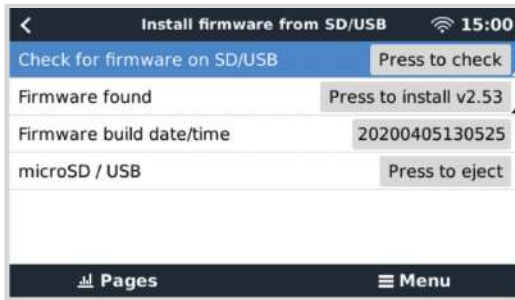 Install firmware from SD/USB 15:00
Check for firmware on SD/USB Press to check
Firmware found Press to install v2.53
Firmware build date/time 20200405130525
microSD / USB Press to eject
Pages Menu